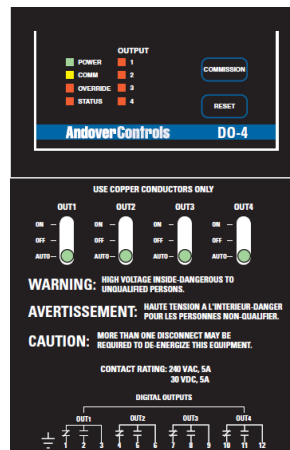 OUTPUT
POWER 1
COMM 2
OVERRIDE 3
STATUS 4
COMMISSION
RESET
AndoverControls DO-4
USE COPPER CONDUCTORS ONLY
OUT1 OUT2 OUT3 OUT4
ON ON ON ON
OFF OFF OFF OFF
AUTO AUTO AUTO AUTO
WARNING: HIGH VOLTAGE INSIDE-DANGEROUS TO
UNQUALIFIED PERSONS.
AVERTISSEMENT: HAUTE TENSION A L'INTERIEUR-DANGER
POUR LES PERSONNES NON-QUALIFIER.
CAUTION: MORE THAN ONE DISCONNECT MAY BE
REQUIRED TO DE-ENERGIZE THIS EQUIPMENT.
CONTACT RATING: 240 VAC, 5A
30 VDC, 5A
DIGITAL OUTPUTS
OUT1 OUT2 OUT3 OUT4
1 2 3 4 5 6 7 8 9 10 11 12